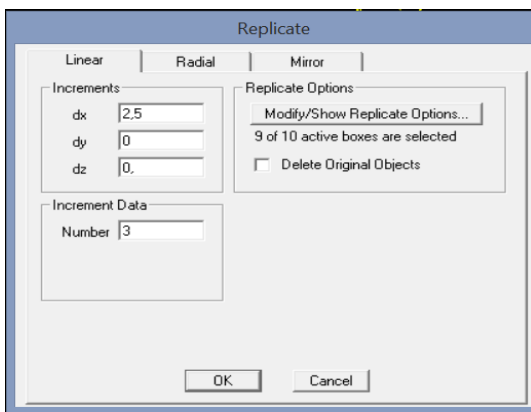 Replicate
Linear
Radial
Mirror
Increments
dx 2,5
dy 0
dz 0,
Increment Data
Number 3
Replicate Options
Modify/Show Replicate Options...
9 of 10 active boxes are selected
Delete Original Objects
OK
Cancel